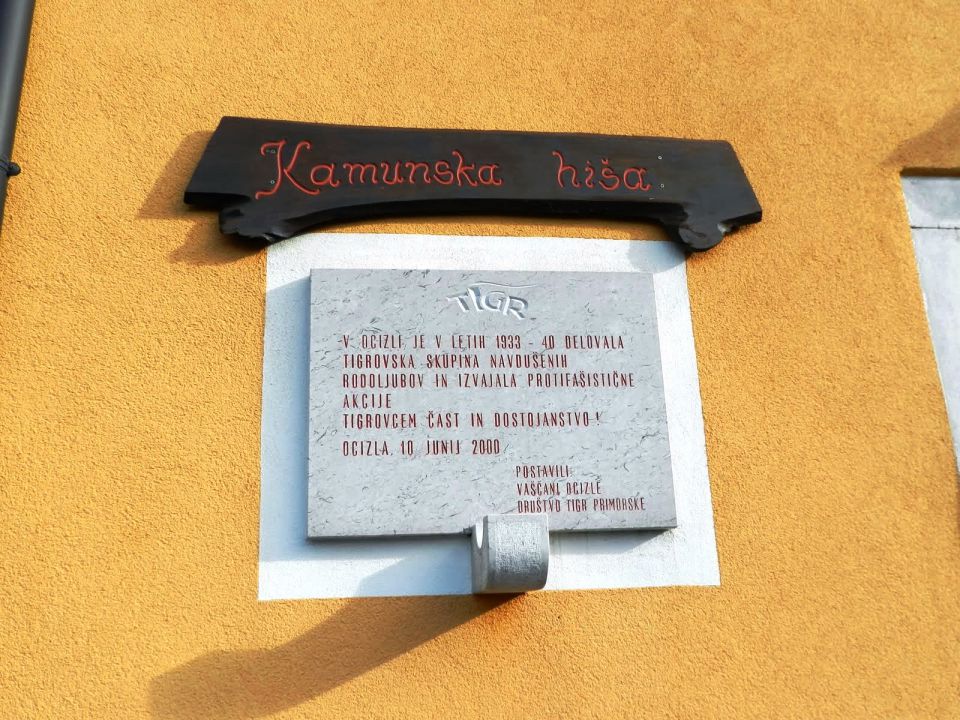 Kamunska hiša
TIGR
V OCIZLI JE V LETIH 1933 - 40 DELOVALA
TIGROVSKA SKUPINA NAVDUŠENIH
RODOLJUBOV IN IZVAJALA PROTIFAŠISTIČNE
AKCIJE
TIGROVCEM ČAST IN DOSTOJANSTVO!
OCIZLA, 10 JUNIJ 2000
POSTAVILI:
VAŠČANI OCIZLE
DRUŠTVO TIGR PRIMORSKE